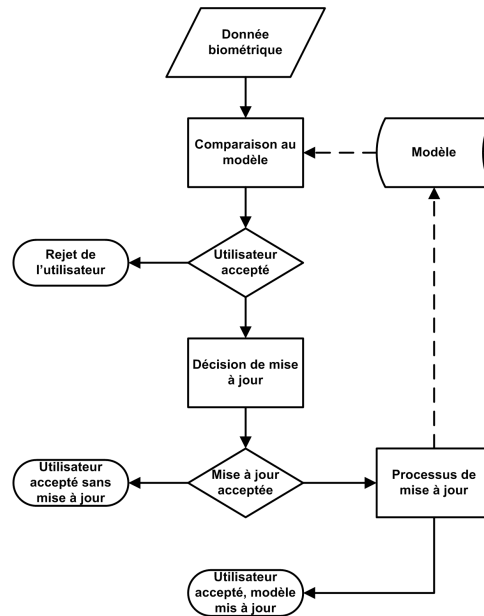 Donnée
biométrique
Comparaison au
modèle
Modèle
Rejet de
l'utilisateur
Utilisateur
accepté
Décision de mise
à jour
Utilisateur
accepté sans
mise à jour
Mise à jour
acceptée
Processus de
mise à jour
Utilisateur
accepté, modèle
mis à jour